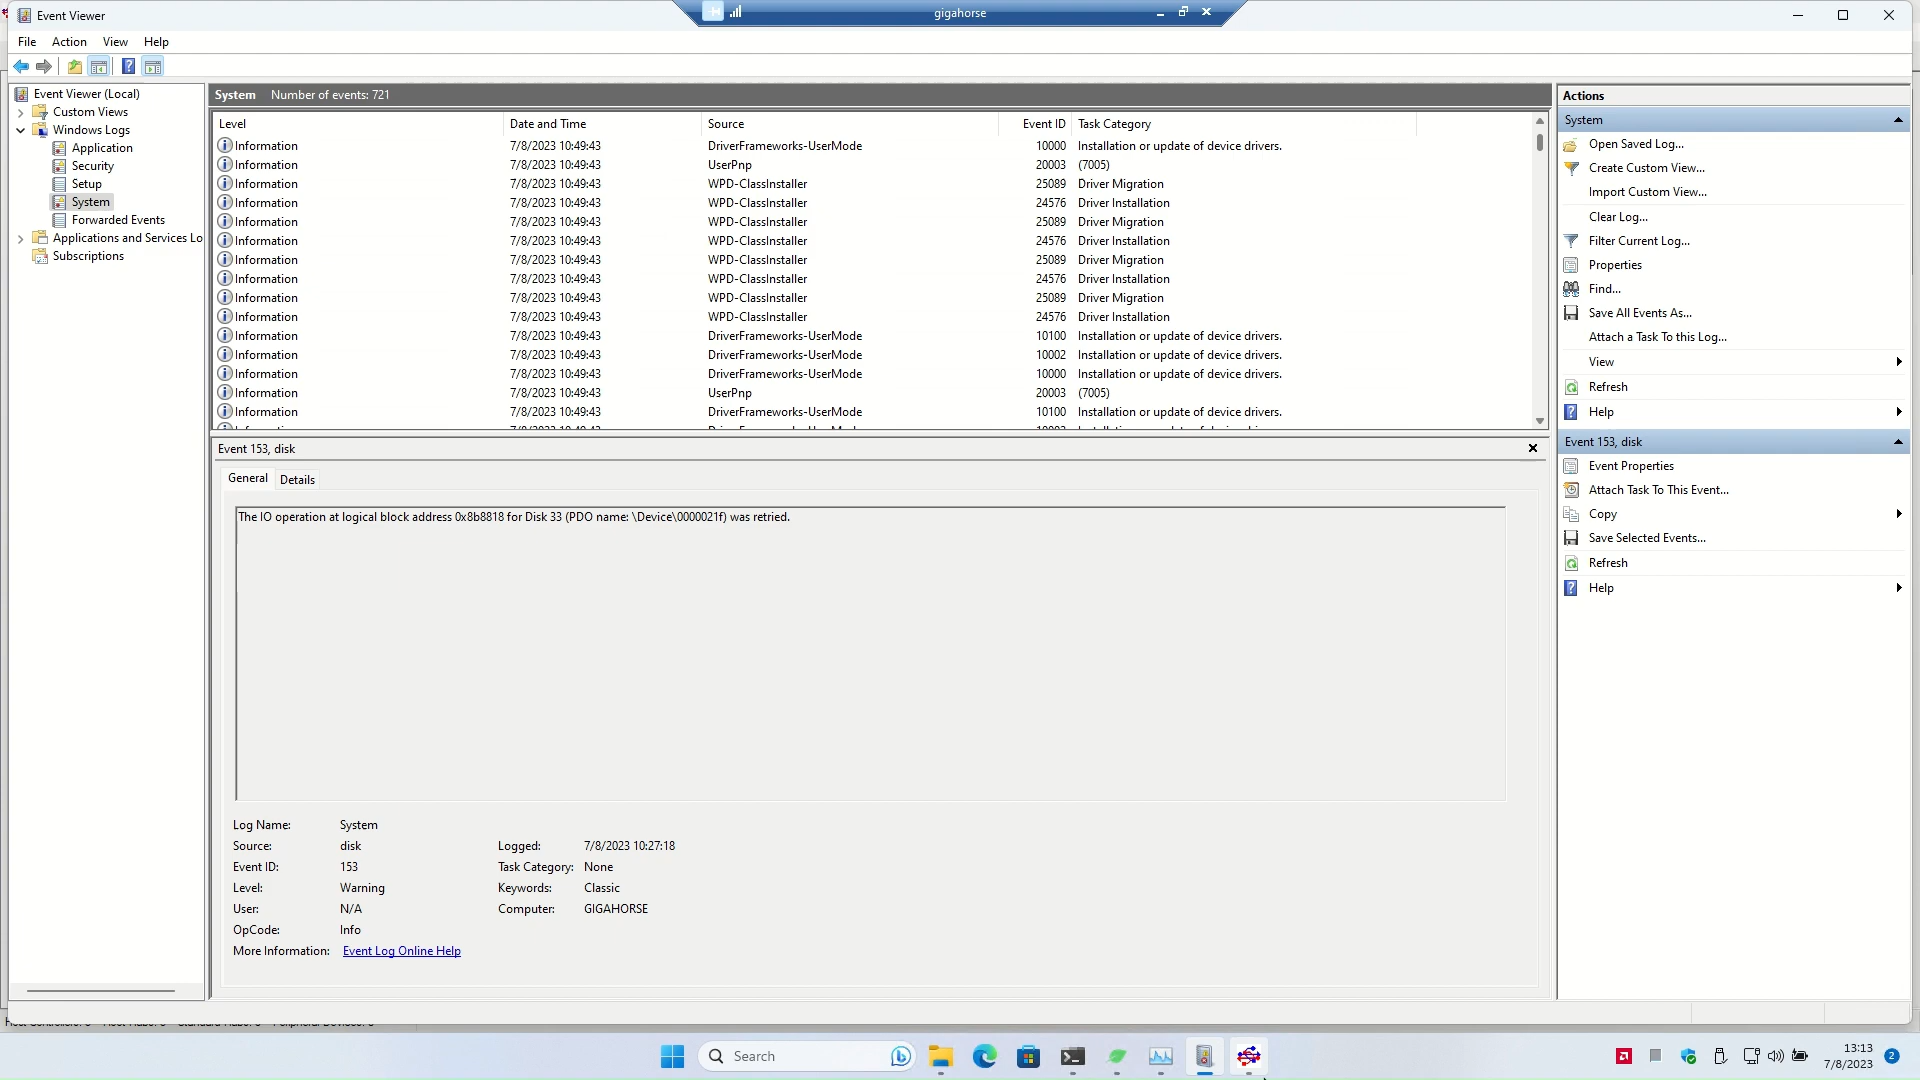 Event Viewer
gigahorse
File Action View Help
Event Viewer (Local)
Custom Views
Windows Logs
Application
Security
Setup
System
Forwarded Events
Applications and Services Lo
Subscriptions
System Number of events: 721
Level Date and Time Source Event ID Task Category
Information 7/8/2023 10:49:43 DriverFrameworks-UserMode 10000 Installation or update of device drivers.
Information 7/8/2023 10:49:43 UserPnp 20003 (7005)
Information 7/8/2023 10:49:43 WPD-ClassInstaller 25089 Driver Migration
Information 7/8/2023 10:49:43 WPD-ClassInstaller 24576 Driver Installation
Information 7/8/2023 10:49:43 WPD-ClassInstaller 25089 Driver Migration
Information 7/8/2023 10:49:43 WPD-ClassInstaller 24576 Driver Installation
Information 7/8/2023 10:49:43 WPD-ClassInstaller 25089 Driver Migration
Information 7/8/2023 10:49:43 WPD-ClassInstaller 24576 Driver Installation
Information 7/8/2023 10:49:43 WPD-ClassInstaller 25089 Driver Migration
Information 7/8/2023 10:49:43 WPD-ClassInstaller 24576 Driver Installation
Information 7/8/2023 10:49:43 DriverFrameworks-UserMode 10100 Installation or update of device drivers.
Information 7/8/2023 10:49:43 DriverFrameworks-UserMode 10002 Installation or update of device drivers.
Information 7/8/2023 10:49:43 DriverFrameworks-UserMode 10000 Installation or update of device drivers.
Information 7/8/2023 10:49:43 UserPnp 20003 (7005)
Information 7/8/2023 10:49:43 DriverFrameworks-UserMode 10100 Installation or update of device drivers.
Event 153, disk
General Details
The IO operation at logical block address 0x8b8818 for Disk 33 (PDO name: \Device\0000021f) was retried.
Log Name: System
Source: disk Logged: 7/8/2023 10:27:18
Event ID: 153 Task Category: None
Level: Warning Keywords: Classic
User: N/A Computer: GIGAHORSE
OpCode: Info
More Information: Event Log Online Help
Actions
System
Open Saved Log...
Create Custom View...
Import Custom View...
Clear Log...
Filter Current Log...
Properties
Find...
Save All Events As...
Attach a Task To this Log...
View
Refresh
Help
Event 153, disk
Event Properties
Attach Task To This Event...
Copy
Save Selected Events...
Refresh
Help
Search
13:13
7/8/2023
2